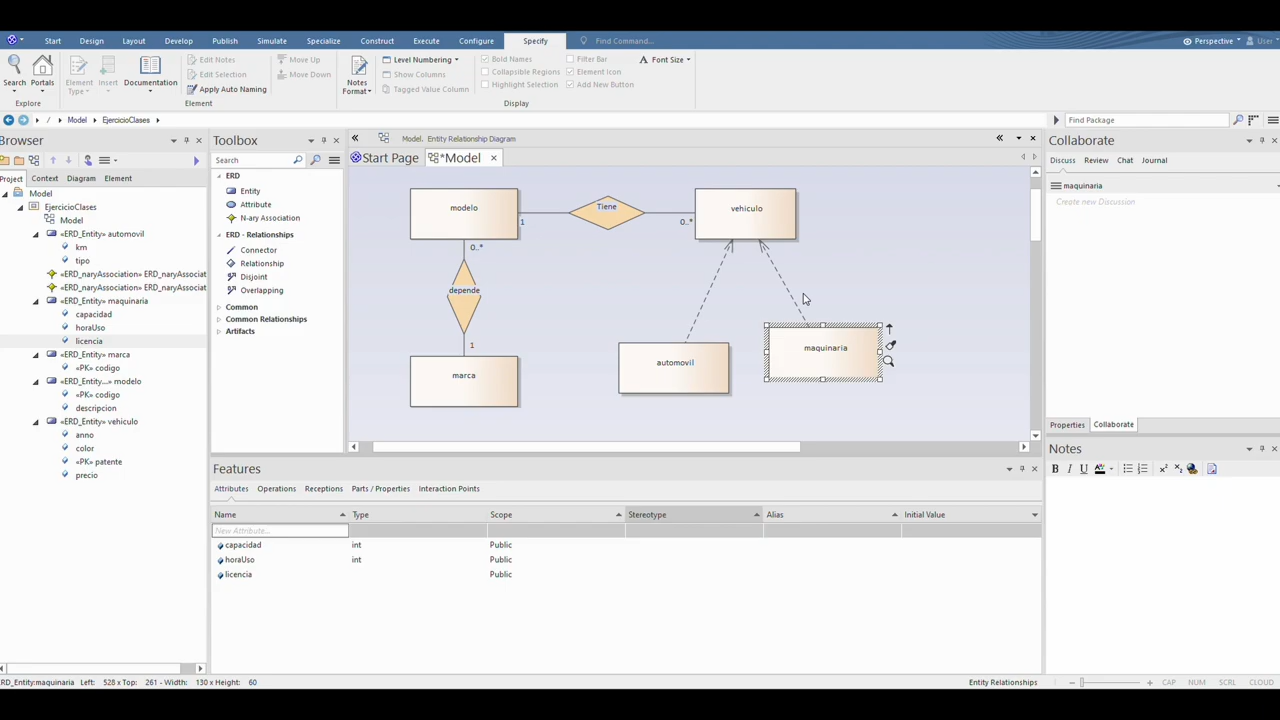 Start Design Layout Develop Publish Simulate Specialize Construct Execute Configure Specify Find Command... Perspective User
Search Portals Element Type Insert Documentation Edit Notes Edit Selection Apply Auto Naming Move Up Move Down Notes Format Level Numbering Show Columns Tagged Value Column Bold Names Collapsible Regions Highlight Selection Filter Bar Element Icon Add New Button Font Size
Explore Element Display
/ Model EjercicioClases Find Package
Browser
Project Context Diagram Element
Model
EjercicioClases
Model
«ERD_Entity» automovil
km
tipo
«ERD_naryAssociation» ERD_naryAssociat
«ERD_naryAssociation» ERD_naryAssociat
«ERD_Entity» maquinaria
capacidad
horaUso
licencia
«ERD_Entity» marca
«PK» codigo
«ERD_Entity...» modelo
«PK» codigo
descripcion
«ERD_Entity» vehiculo
anno
color
«PK» patente
precio
Toolbox
Search
ERD
Entity
Attribute
N-ary Association
ERD - Relationships
Connector
Relationship
Disjoint
Overlapping
Common
Common Relationships
Artifacts
Model. Entity Relationship Diagram
Start Page *Model
modelo Tiene vehiculo
1 0..*
0..*
depende
1
marca automovil maquinaria
Features
Attributes Operations Receptions Parts / Properties Interaction Points
Name Type Scope Stereotype Alias Initial Value
New Attribute...
capacidad int Public
horaUso int Public
licencia Public
Collaborate
Discuss Review Chat Journal
maquinaria
Create new Discussion
Properties Collaborate
Notes
B I U A
ERD_Entity:maquinaria Left: 528 x Top: 261 - Width: 130 x Height: 60 Entity Relationships CAP NUM SCRL CLOUD